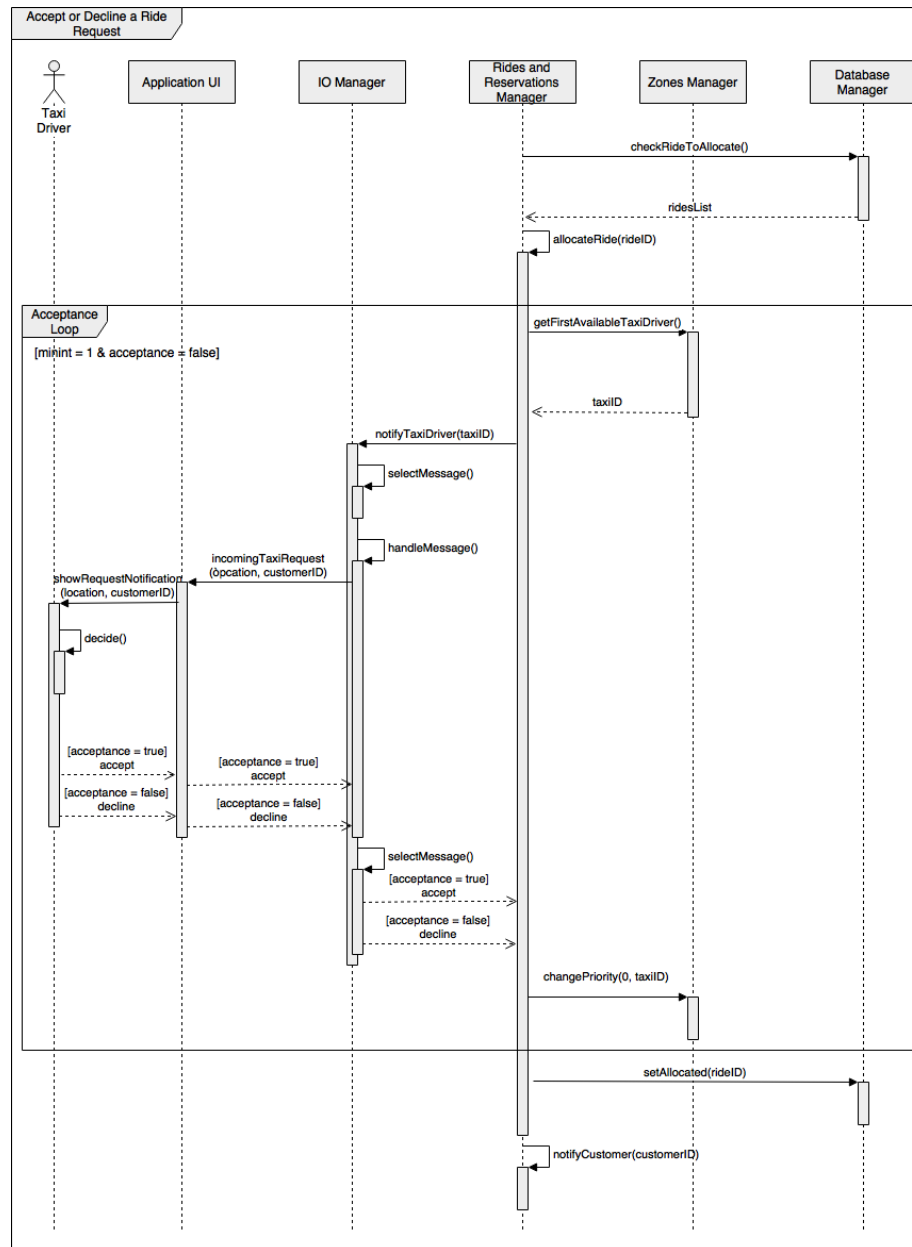 Accept or Decline a Ride
Request
Taxi
Driver
Application UI
IO Manager
Rides and
Reservations
Manager
Zones Manager
Database
Manager
checkRideToAllocate()
ridesList
allocateRide(rideID)
Acceptance
Loop
[minint = 1 & acceptance = false]
getFirstAvailableTaxiDriver()
taxiID
notifyTaxiDriver(taxiID)
selectMessage()
handleMessage()
incomingTaxiRequest
(òpcation, customerID)
showRequestNotification
(location, customerID)
decide()
[acceptance = true]
accept
[acceptance = true]
accept
[acceptance = false]
decline
[acceptance = false]
decline
selectMessage()
[acceptance = true]
accept
[acceptance = false]
decline
changePriority(0, taxiID)
setAllocated(rideID)
notifyCustomer(customerID)